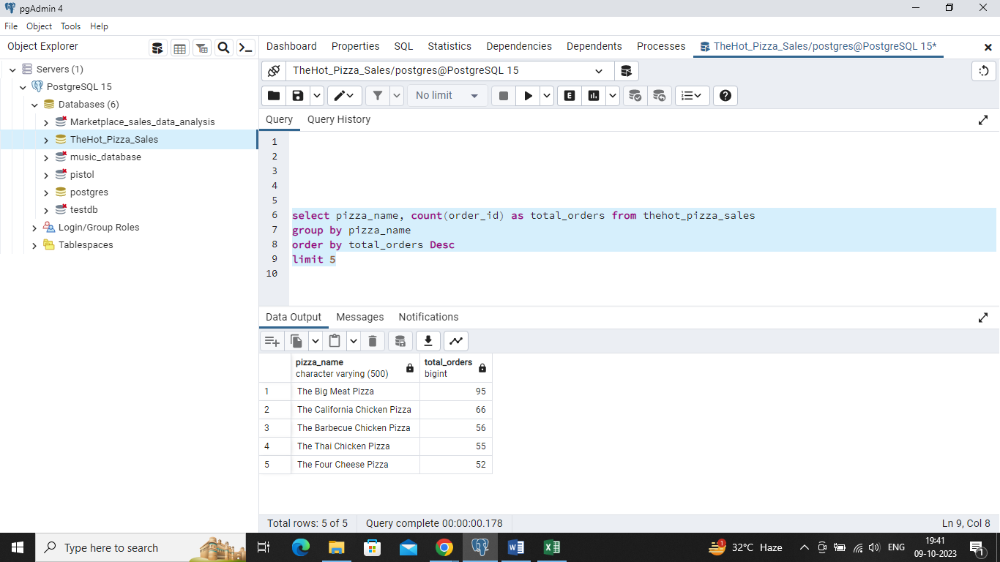 pgAdmin 4
File Object Tools Help
Object Explorer
Dashboard Properties SQL Statistics Dependencies Dependents Processes TheHot_Pizza_Sales/postgres@PostgreSQL 15*
Servers (1)
PostgreSQL 15
Databases (6)
Marketplace_sales_data_analysis
TheHot_Pizza_Sales
music_database
pistol
postgres
testdb
Login/Group Roles
Tablespaces
TheHot_Pizza_Sales/postgres@PostgreSQL 15
No limit
E
Query Query History
1
2
3
4
5
6 select pizza_name, count(order_id) as total_orders from thehot_pizza_sales
7 group by pizza_name
8 order by total_orders Desc
9 limit 5
10
Data Output Messages Notifications
pizza_name total_orders
character varying (500) bigint
1 The Big Meat Pizza 95
2 The California Chicken Pizza 66
3 The Barbecue Chicken Pizza 56
4 The Thai Chicken Pizza 55
5 The Four Cheese Pizza 52
Total rows: 5 of 5 Query complete 00:00:00.178 Ln 9, Col 8
Type here to search
1
32°C Haze
ENG
19:41
09-10-2023
1